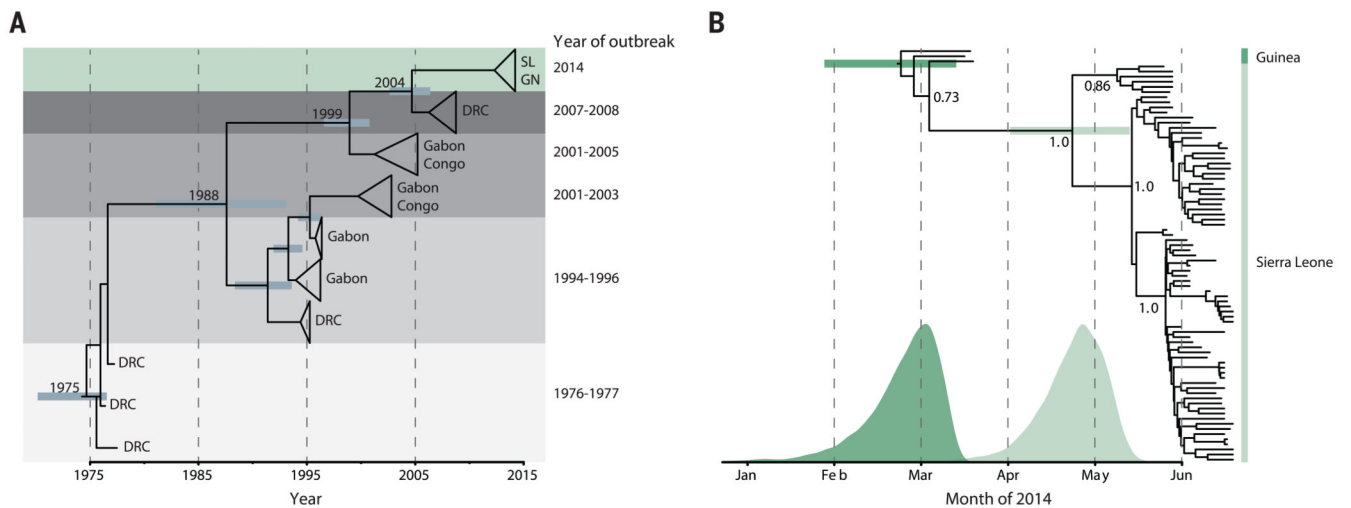 A
Year of outbreak
SL
GN
2014
2004
DRC
2007-2008
1999
Gabon
Congo
2001-2005
1988
Gabon
Congo
2001-2003
Gabon
Gabon
1994-1996
DRC
DRC
1975
DRC
1976-1977
DRC
1975
1985
1995
2005
2015
Year
B
Guinea
0.86
0.73
1.0
1.0
Sierra Leone
1.0
Jan
Feb
Mar
Apr
May
Jun
Month of 2014